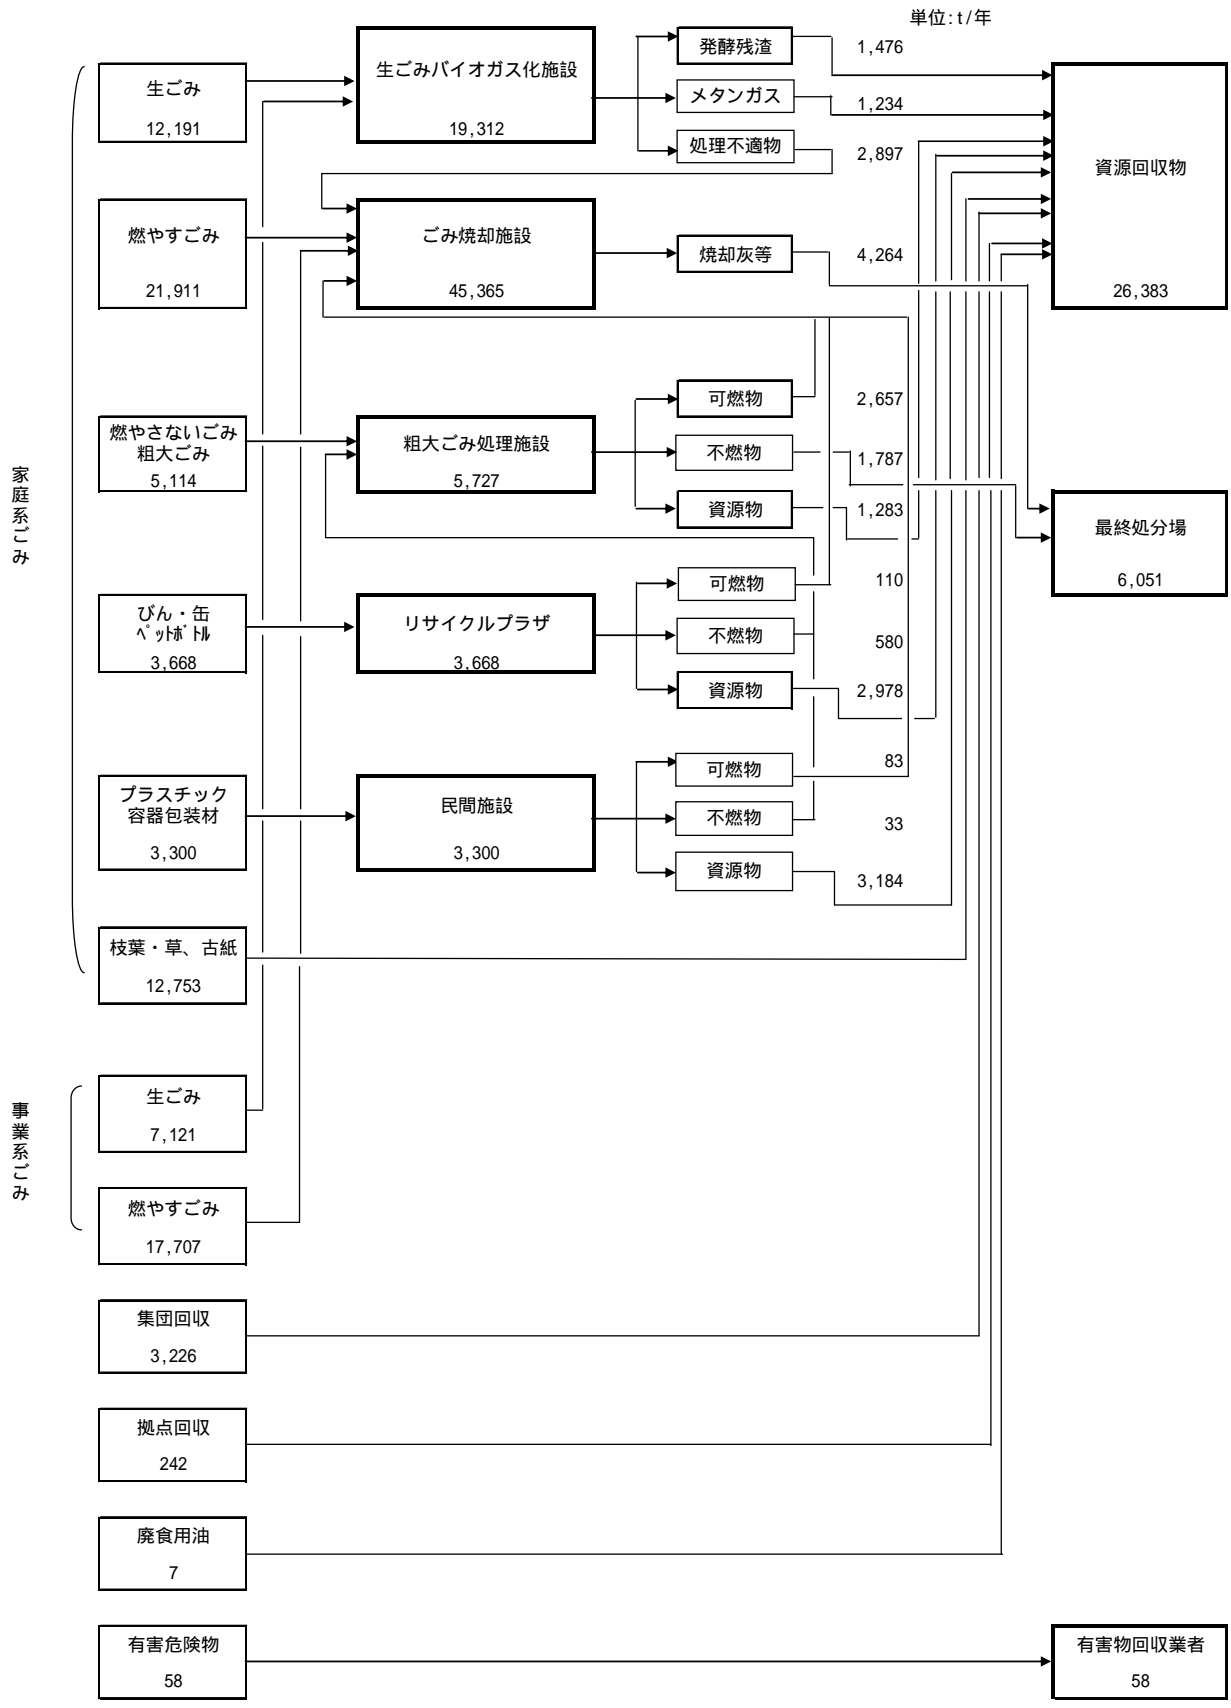 単位:t/年
家庭系ごみ
生ごみ
12,191
燃やすごみ
21,911
燃やさないごみ
粗大ごみ
5,114
びん・缶
ペットボトル
3,668
プラスチック
容器包装材
3,300
枝葉・草、古紙
12,753
事業系ごみ
生ごみ
7,121
燃やすごみ
17,707
集団回収
3,226
拠点回収
242
廃食用油
7
有害危険物
58
生ごみバイオガス化施設
19,312
ごみ焼却施設
45,365
粗大ごみ処理施設
5,727
リサイクルプラザ
3,668
民間施設
3,300
発酵残渣
1,476
メタンガス
1,234
処理不適物
2,897
焼却灰等
4,264
可燃物
2,657
不燃物
1,787
資源物
1,283
可燃物
110
不燃物
580
資源物
2,978
可燃物
83
不燃物
33
資源物
3,184
資源回収物
26,383
最終処分場
6,051
有害物回収業者
58